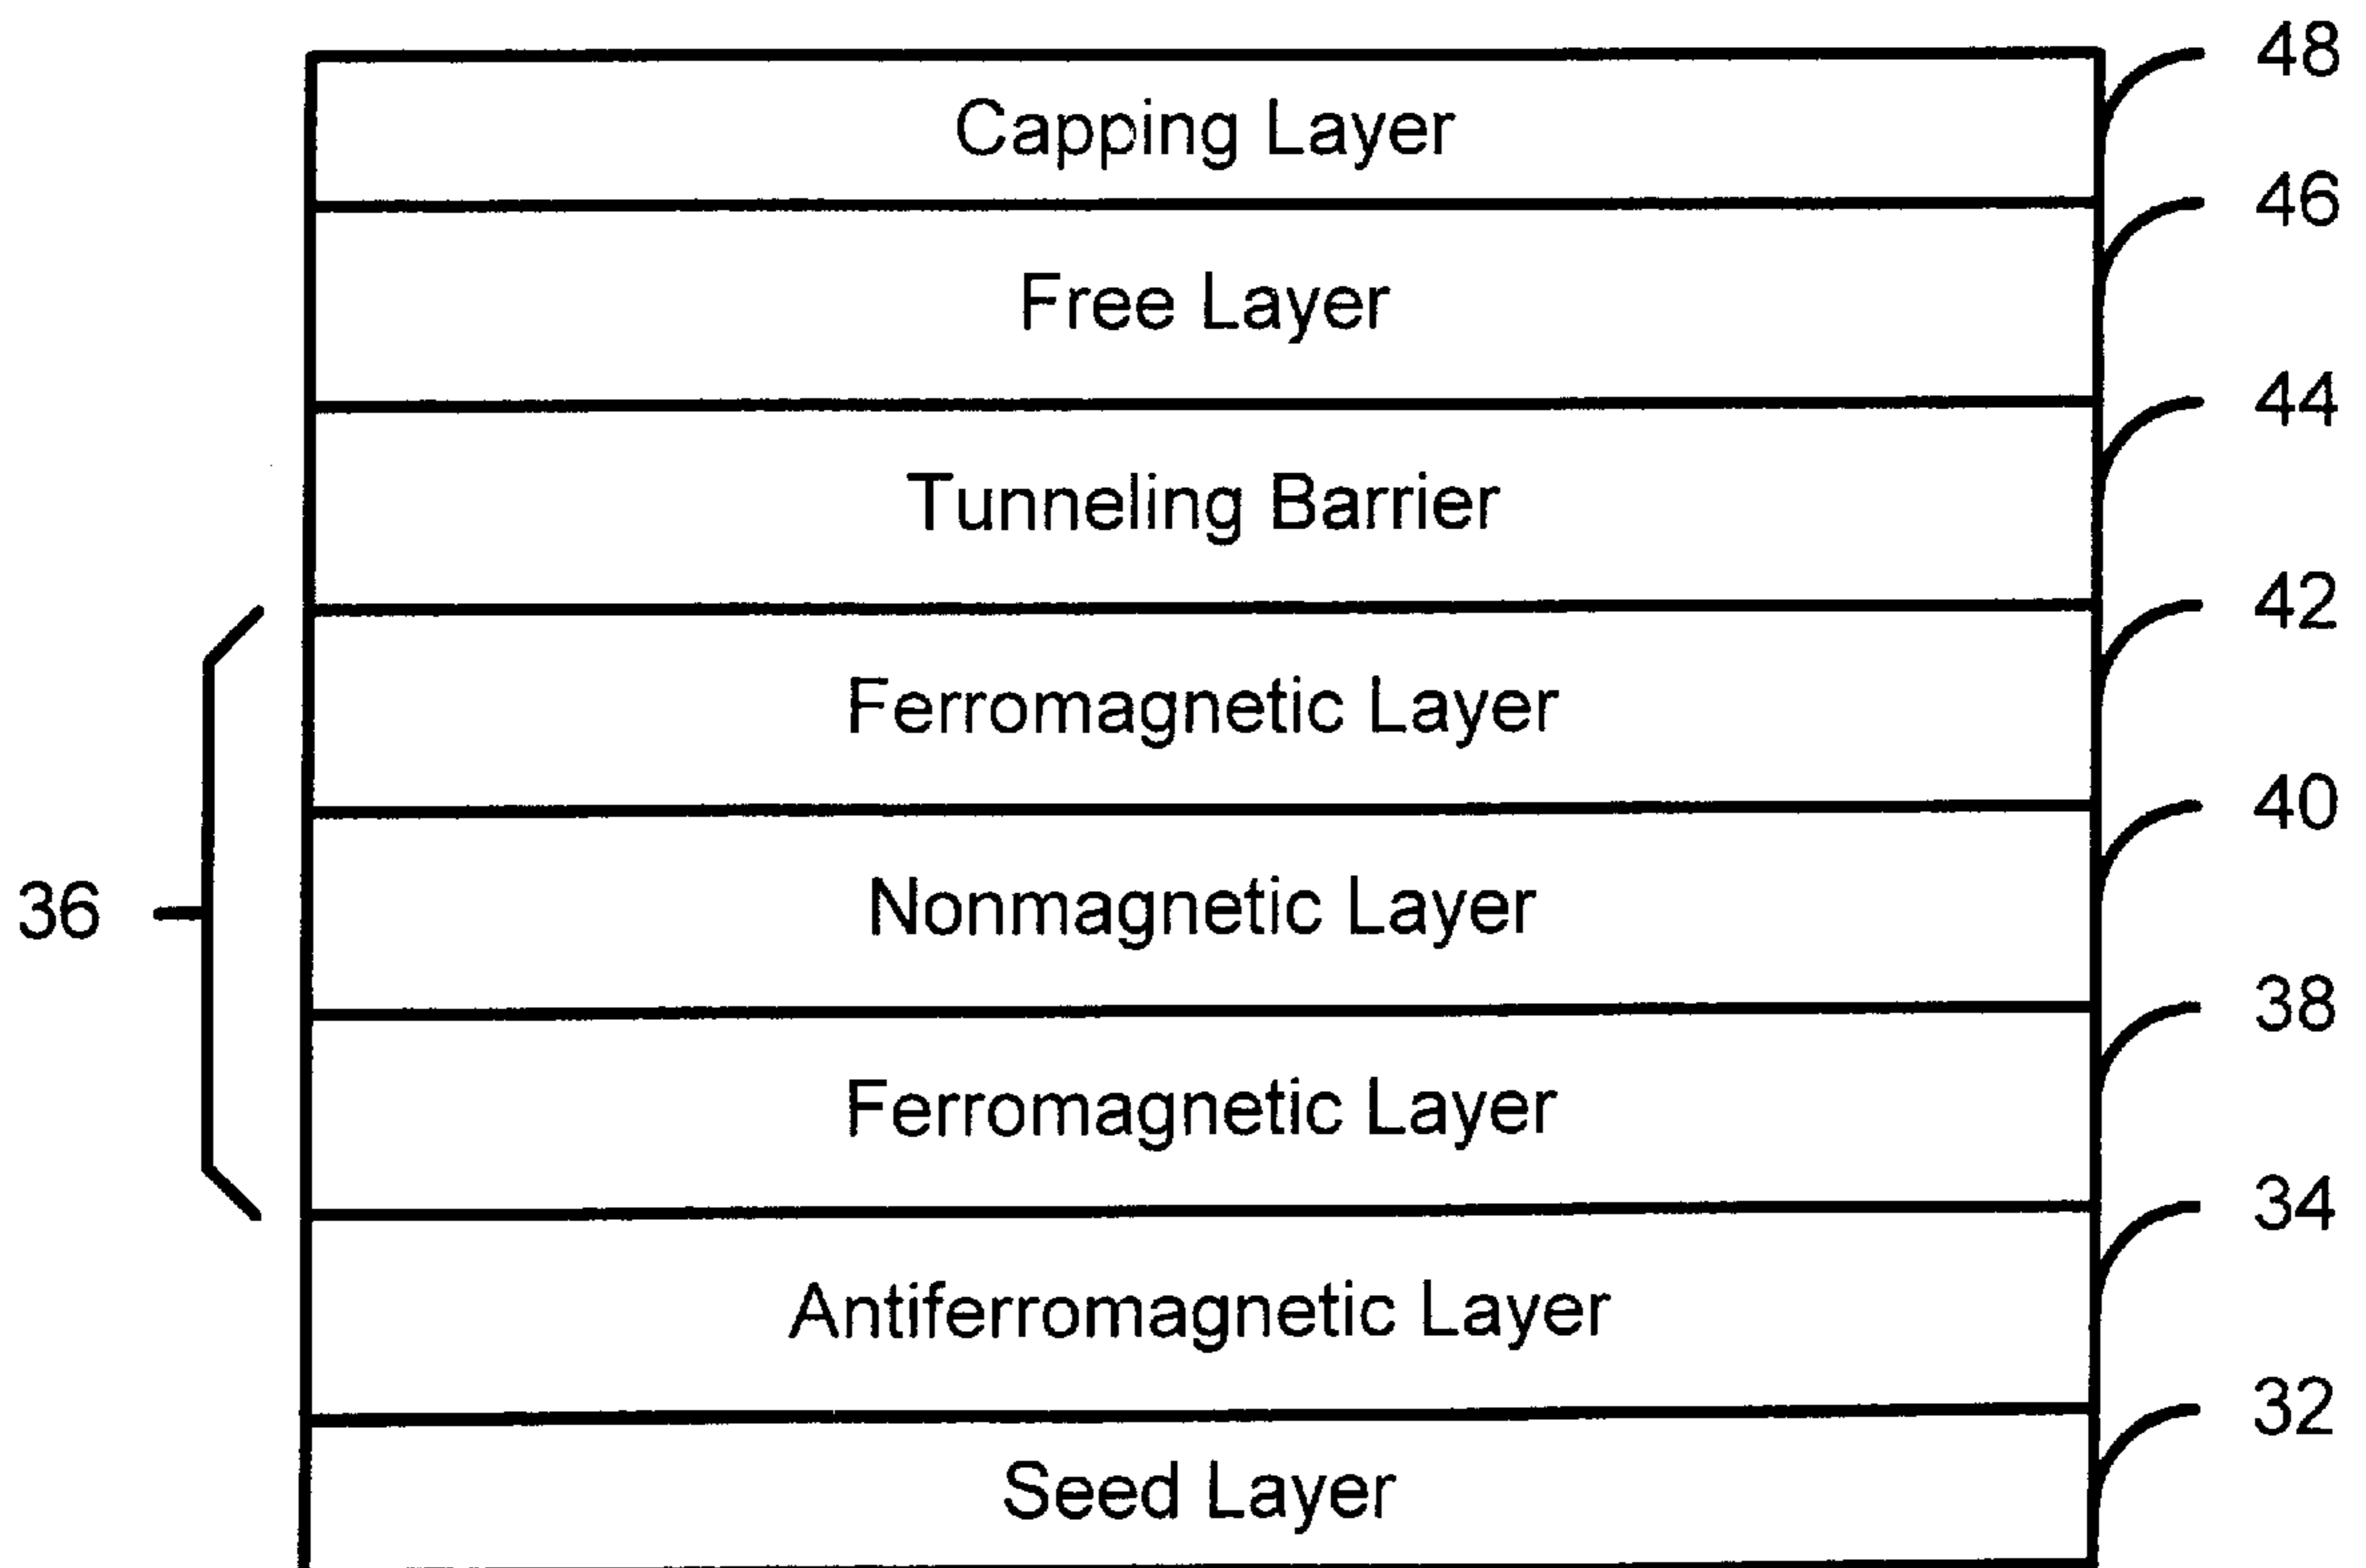 48
Capping Layer
46
Free Layer
44
Tunneling Barrier
42
Ferromagnetic Layer
40
Nonmagnetic Layer
36
38
Ferromagnetic Layer
34
Antiferromagnetic Layer
32
Seed Layer